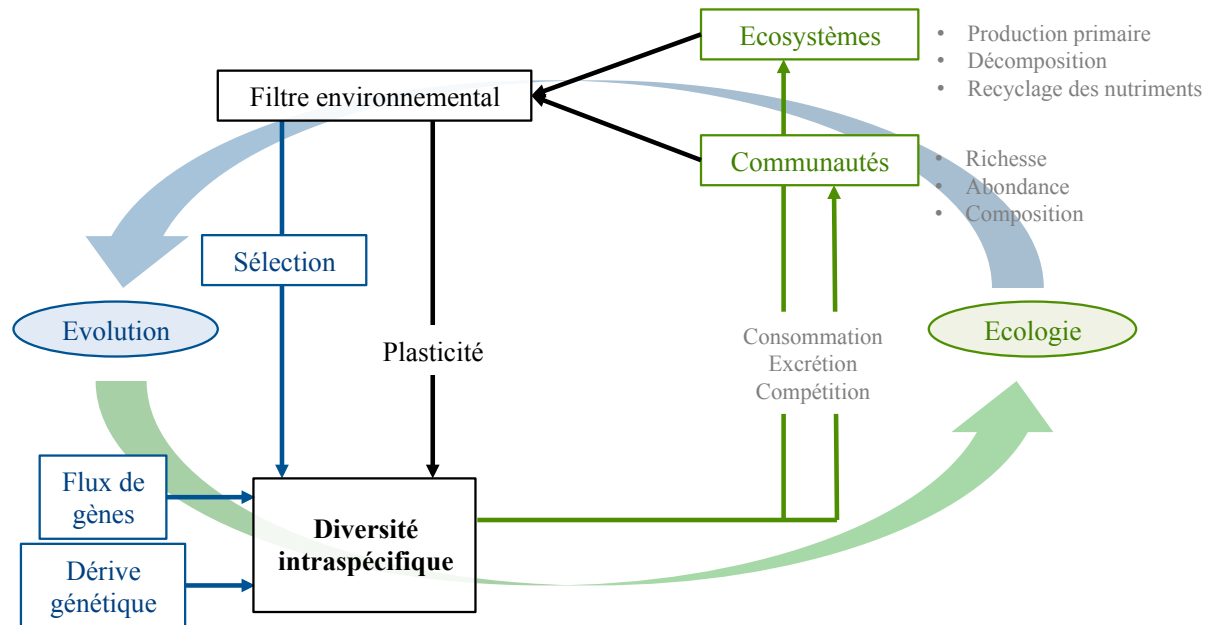 Ecosystèmes
• Production primaire
• Décomposition
• Recyclage des nutriments
Filtre environnemental
Communautés
• Richesse
• Abondance
• Composition
Sélection
Evolution
Plasticité
Consommation
Excrétion
Compétition
Ecologie
Flux de
gènes
Diversité
intraspécifique
Dérive
génétique